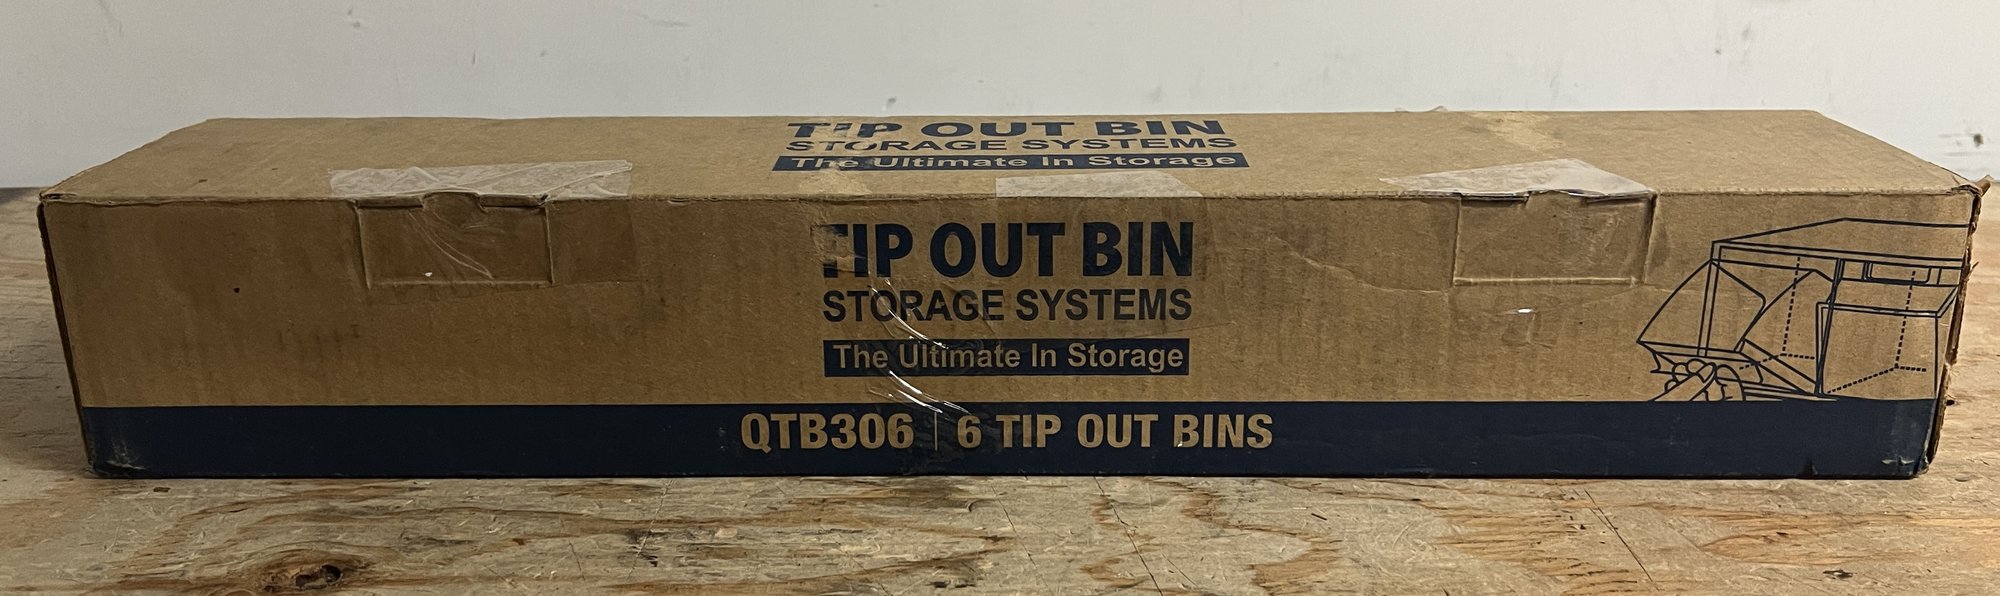 TIP OUT BIN
STORAGE SYSTEMS
The Ultimate In Storage
TIP OUT BIN
STORAGE SYSTEMS
The Ultimate In Storage
QTB306 | 6 TIP OUT BINS